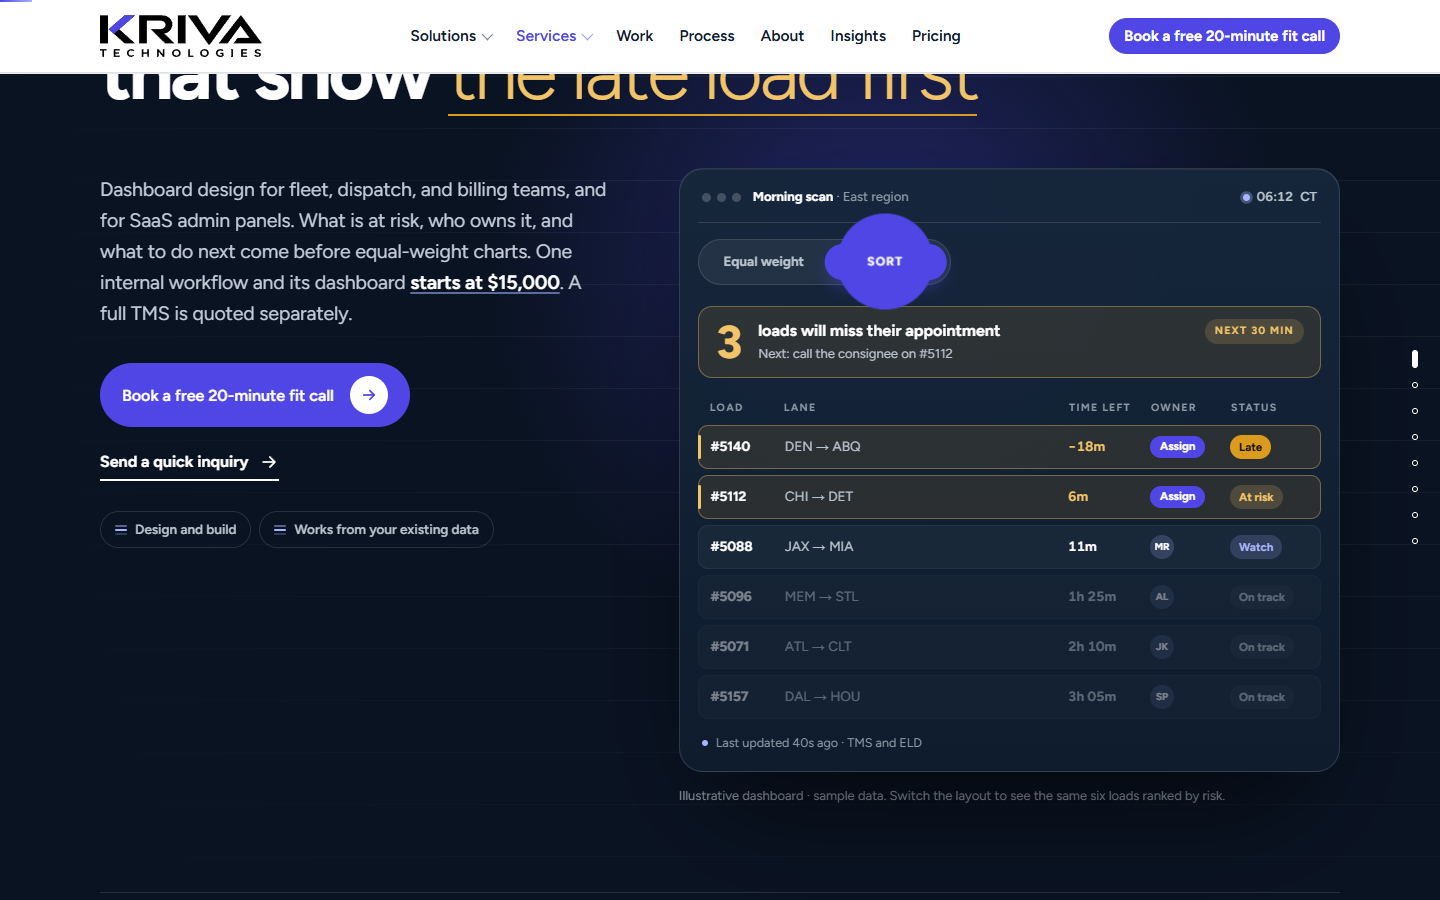 KRIVA
TECHNOLOGIES
Solutions
Services
Work
Process
About
Insights
Pricing
Book a free 20-minute fit call
that show the late load first
Dashboard design for fleet, dispatch, and billing teams, and
for SaaS admin panels. What is at risk, who owns it, and
what to do next come before equal-weight charts. One
internal workflow and its dashboard starts at $15,000. A
full TMS is quoted separately.
Book a free 20-minute fit call
Send a quick inquiry
Design and build
Works from your existing data
Morning scan · East region
06:12 CT
Equal weight
SORT
3
loads will miss their appointment
Next: call the consignee on #5112
NEXT 30 MIN
LOAD LANE TIME LEFT OWNER STATUS
#5140 DEN → ABQ −18m Assign Late
#5112 CHI → DET 6m Assign At risk
#5088 JAX → MIA 11m MR Watch
#5096 MEM → STL 1h 25m AL On track
#5071 ATL → CLT 2h 10m JK On track
#5157 DAL → HOU 3h 05m SP On track
Last updated 40s ago · TMS and ELD
Illustrative dashboard · sample data. Switch the layout to see the same six loads ranked by risk.